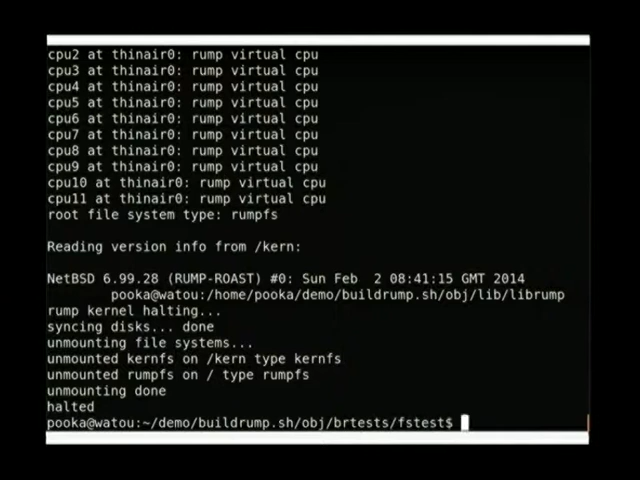 cpu2 at thinair0: rump virtual cpu
cpu3 at thinair0: rump virtual cpu
cpu4 at thinair0: rump virtual cpu
cpu5 at thinair0: rump virtual cpu
cpu6 at thinair0: rump virtual cpu
cpu7 at thinair0: rump virtual cpu
cpu8 at thinair0: rump virtual cpu
cpu9 at thinair0: rump virtual cpu
cpu10 at thinair0: rump virtual cpu
cpu11 at thinair0: rump virtual cpu
root file system type: rumpfs
Reading version info from /kern:
NetBSD 6.99.28 (RUMP-ROAST) #0: Sun Feb  2 08:41:15 GMT 2014
pooka@watou:/home/pooka/demo/buildrump.sh/obj/lib/librump
rump kernel halting...
syncing disks... done
unmounting file systems...
unmounted kernfs on /kern type kernfs
unmounted rumpfs on / type rumpfs
unmounting done
halted
pooka@watou:~/demo/buildrump.sh/obj/brtests/fstest$